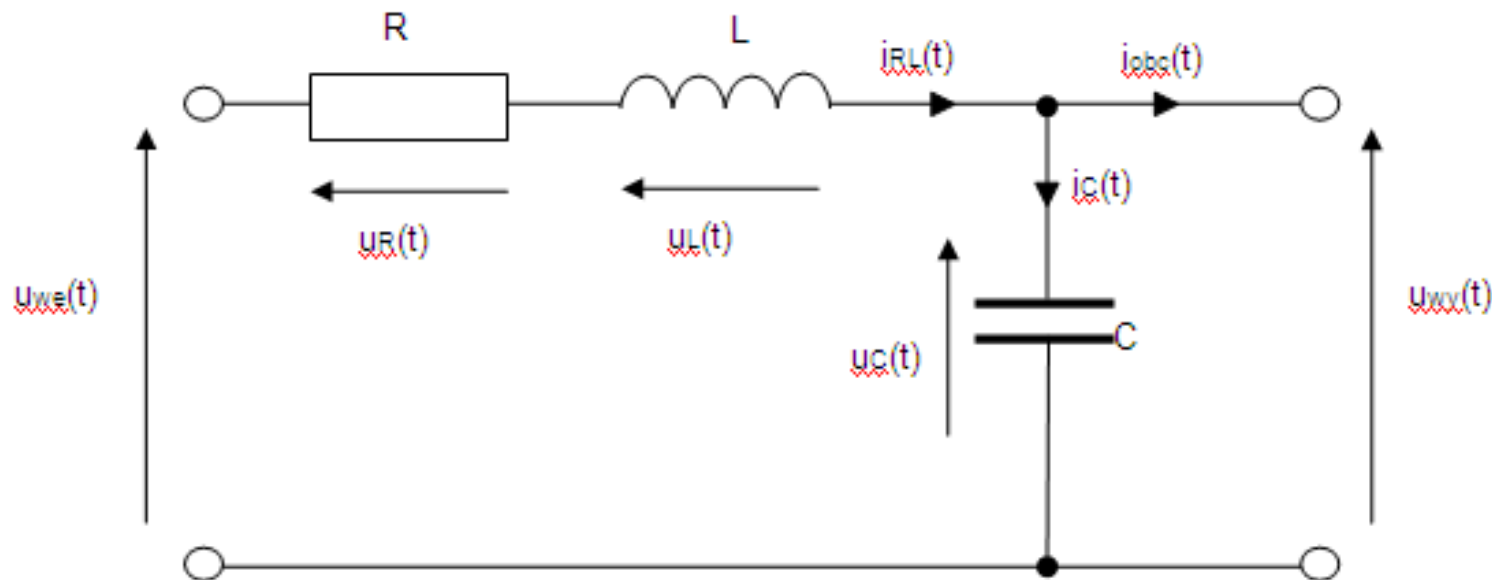 R
L
iRL(t)
iobc(t)
uR(t)
uL(t)
iC(t)
uwe(t)
uC(t)
C
uwy(t)